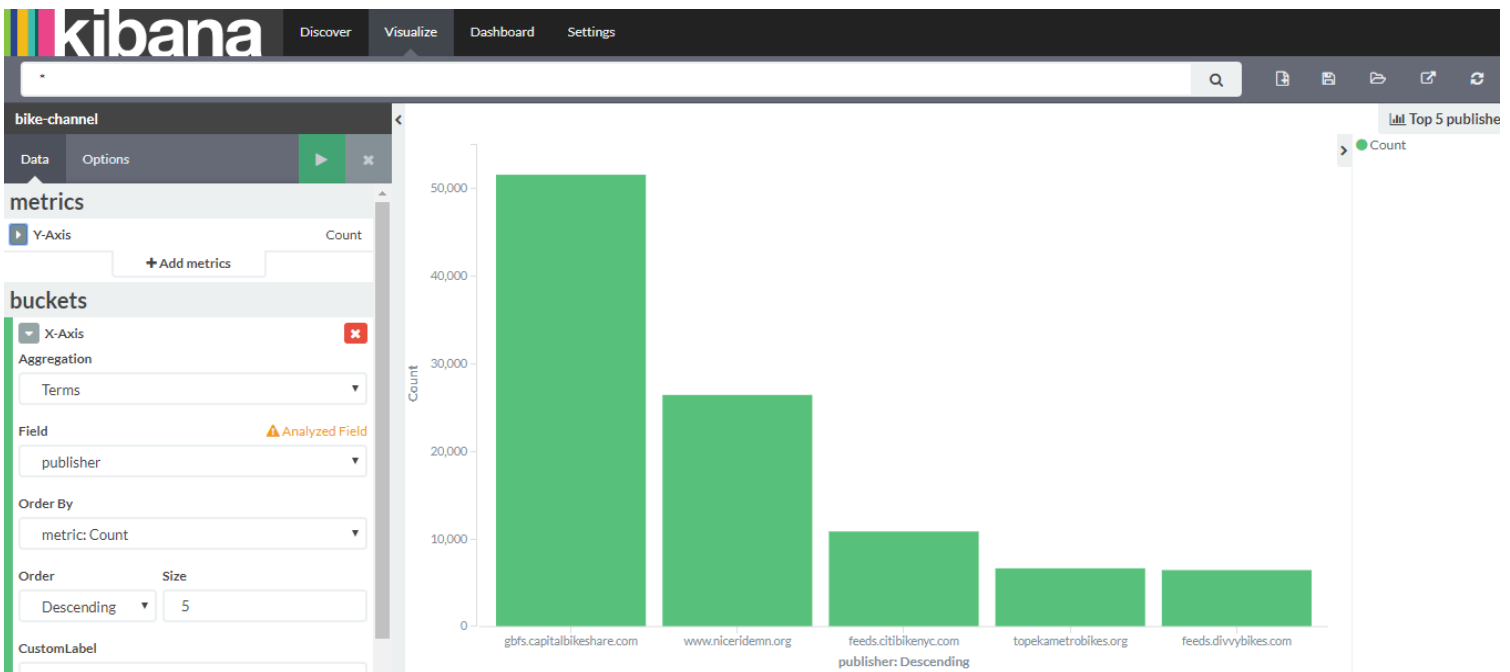 kibana Discover Visualize Dashboard Settings
*
bike-channel
Data Options
metrics
Y-Axis Count
Add metrics
buckets
X-Axis
Aggregation
Terms
Field Analyzed Field
publisher
Order By
metric: Count
Order Size
Descending 5
CustomLabel
Top 5 publishe
Count
50,000
40,000
30,000
20,000
10,000
0
Count
gbfs.capitalbikeshare.com www.niceridemn.org feeds.citibikenyc.com topekametrobikes.org feeds.divvybikes.com
publisher: Descending